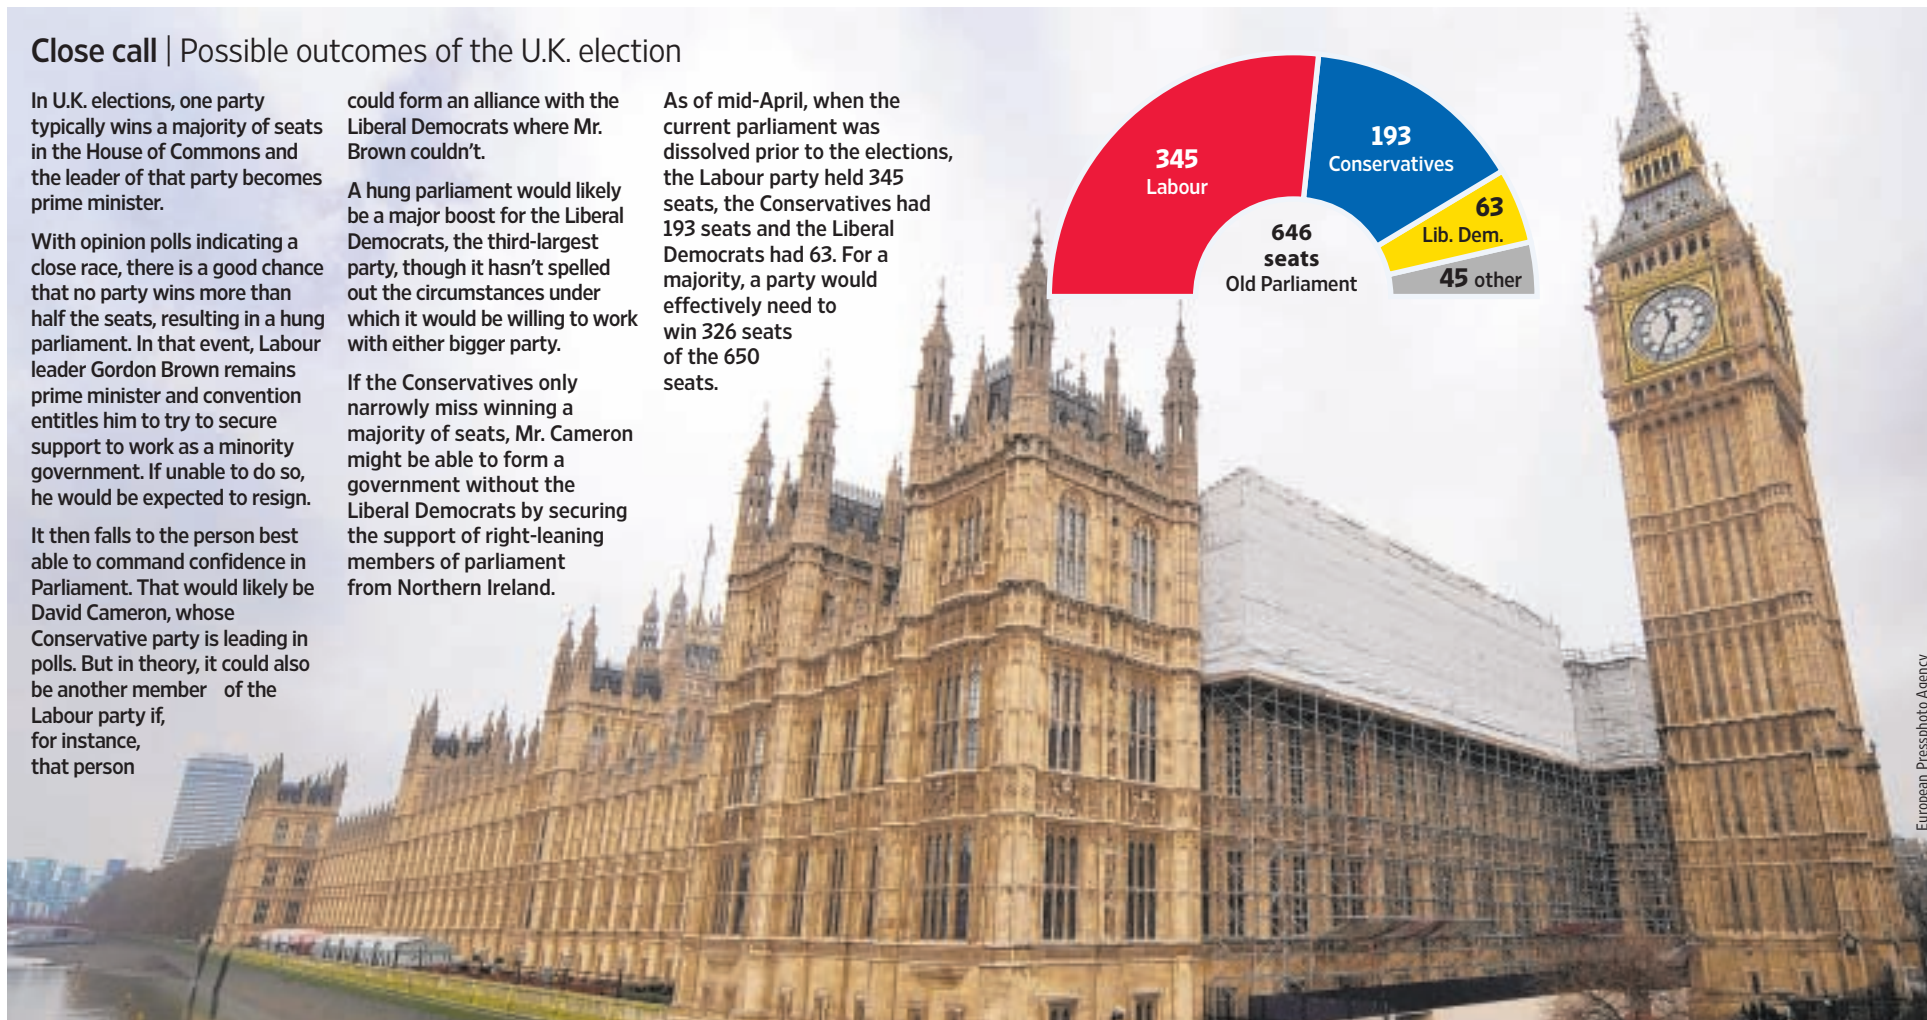 Close call | Possible outcomes of the U.K. election
In U.K. elections, one party
typically wins a majority of seats
in the House of Commons and
the leader of that party becomes
prime minister.
With opinion polls indicating a
close race, there is a good chance
that no party wins more than
half the seats, resulting in a hung
parliament. In that event, Labour
leader Gordon Brown remains
prime minister and convention
entitles him to try to secure
support to work as a minority
government. If unable to do so,
he would be expected to resign.
It then falls to the person best
able to command confidence in
Parliament. That would likely be
David Cameron, whose
Conservative party is leading in
polls. But in theory, it could also
be another member of the
Labour party if,
for instance,
that person
could form an alliance with the
Liberal Democrats where Mr.
Brown couldn't.
A hung parliament would likely
be a major boost for the Liberal
Democrats, the third-largest
party, though it hasn't spelled
out the circumstances under
which it would be willing to work
with either bigger party.
If the Conservatives only
narrowly miss winning a
majority of seats, Mr. Cameron
might be able to form a
government without the
Liberal Democrats by securing
the support of right-leaning
members of parliament
from Northern Ireland.
As of mid-April, when the
current parliament was
dissolved prior to the elections,
the Labour party held 345
seats, the Conservatives had
193 seats and the Liberal
Democrats had 63. For a
majority, a party would
effectively need to
win 326 seats
of the 650
seats.
345
Labour
193
Conservatives
63
Lib. Dem.
45 other
646
seats
Old Parliament
European Pressphoto Agency